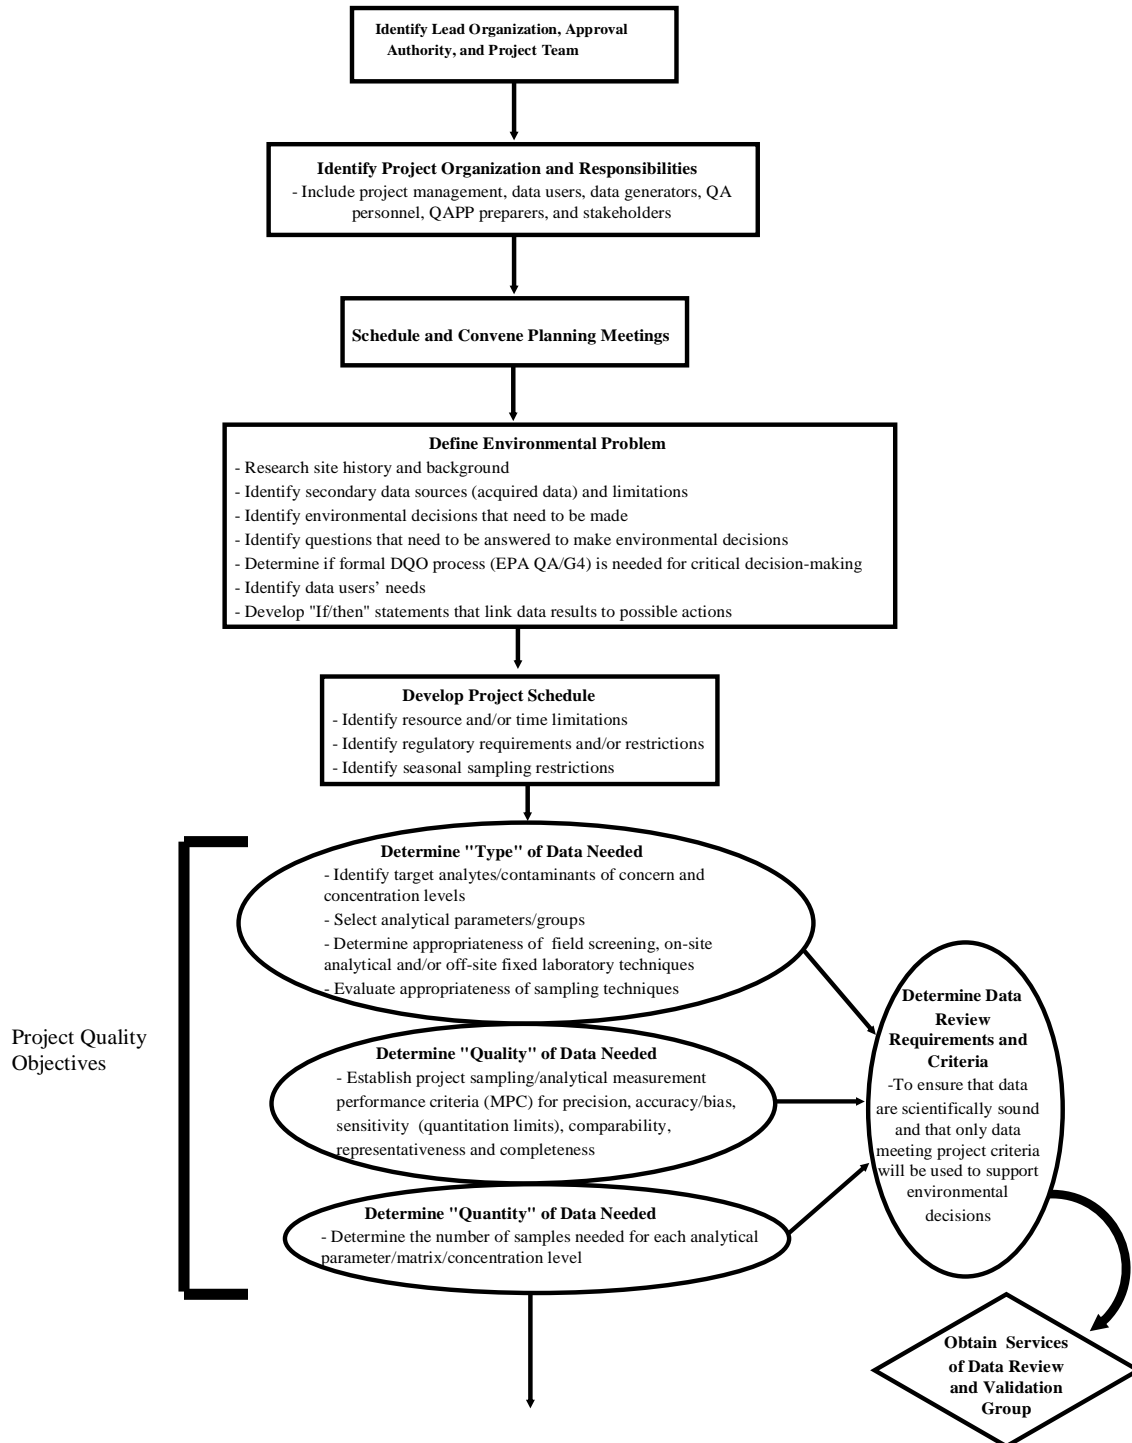 Identify Lead Organization, Approval
Authority, and Project Team
Identify Project Organization and Responsibilities
- Include project management, data users, data generators, QA
personnel, QAPP preparers, and stakeholders
Schedule and Convene Planning Meetings
Define Environmental Problem
- Research site history and background
- Identify secondary data sources (acquired data) and limitations
- Identify environmental decisions that need to be made
- Identify questions that need to be answered to make environmental decisions
- Determine if formal DQO process (EPA QA/G4) is needed for critical decision-making
- Identify data users’ needs
- Develop "If/then" statements that link data results to possible actions
Develop Project Schedule
- Identify resource and/or time limitations
- Identify regulatory requirements and/or restrictions
- Identify seasonal sampling restrictions
Project Quality
Objectives
Determine "Type" of Data Needed
- Identify target analytes/contaminants of concern and
concentration levels
- Select analytical parameters/groups
- Determine appropriateness of field screening, on-site
analytical and/or off-site fixed laboratory techniques
- Evaluate appropriateness of sampling techniques
Determine "Quality" of Data Needed
- Establish project sampling/analytical measurement
performance criteria (MPC) for precision, accuracy/bias,
sensitivity (quantitation limits), comparability,
representativeness and completeness
Determine "Quantity" of Data Needed
- Determine the number of samples needed for each analytical
parameter/matrix/concentration level
Determine Data
Review
Requirements and
Criteria
-To ensure that data
are scientifically sound
and that only data
meeting project criteria
will be used to support
environmental
decisions
Obtain Services
of Data Review
and Validation
Group